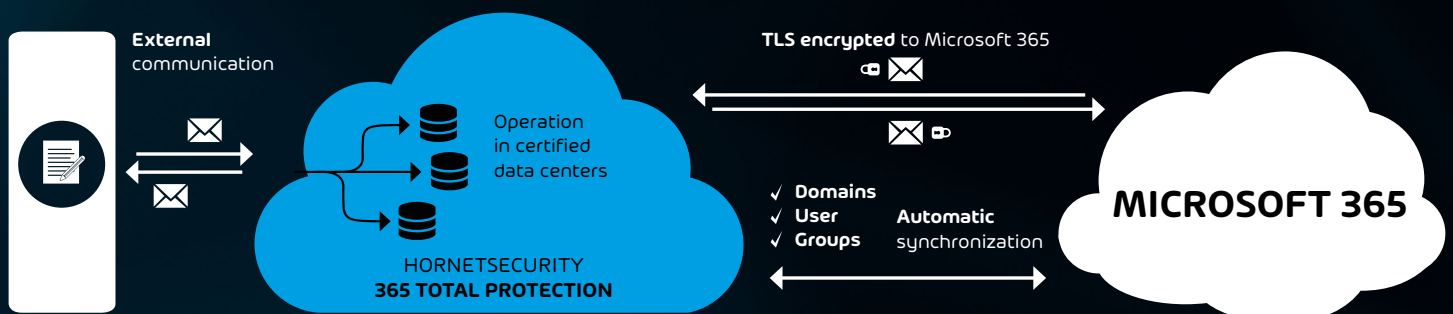 External
communication
Operation
in certified
data centers
HORNETSECURITY
365 TOTAL PROTECTION
TLS encrypted to Microsoft 365
✓ Domains
✓ User
✓ Groups
Automatic
synchronization
MICROSOFT 365